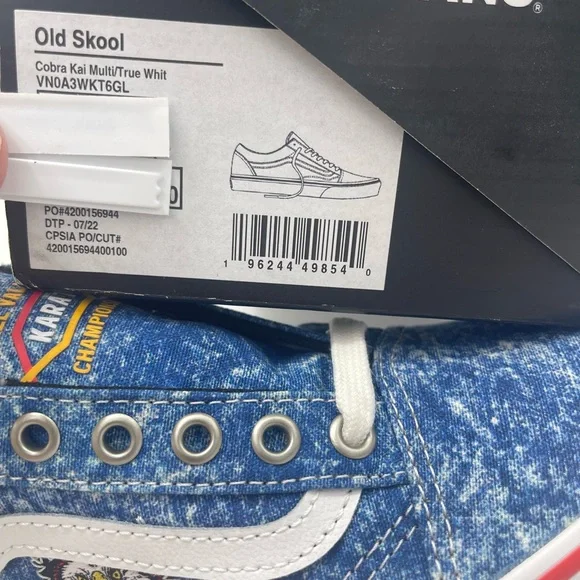 Old Skool
Cobra Kai Multi/True Whit
VN0A3WKT6GL
PO#4200156944
DTP - 07/22
CPSIA PO/CUT#
420015694400100
1 96244 49854 0
KARA
CHAMPION